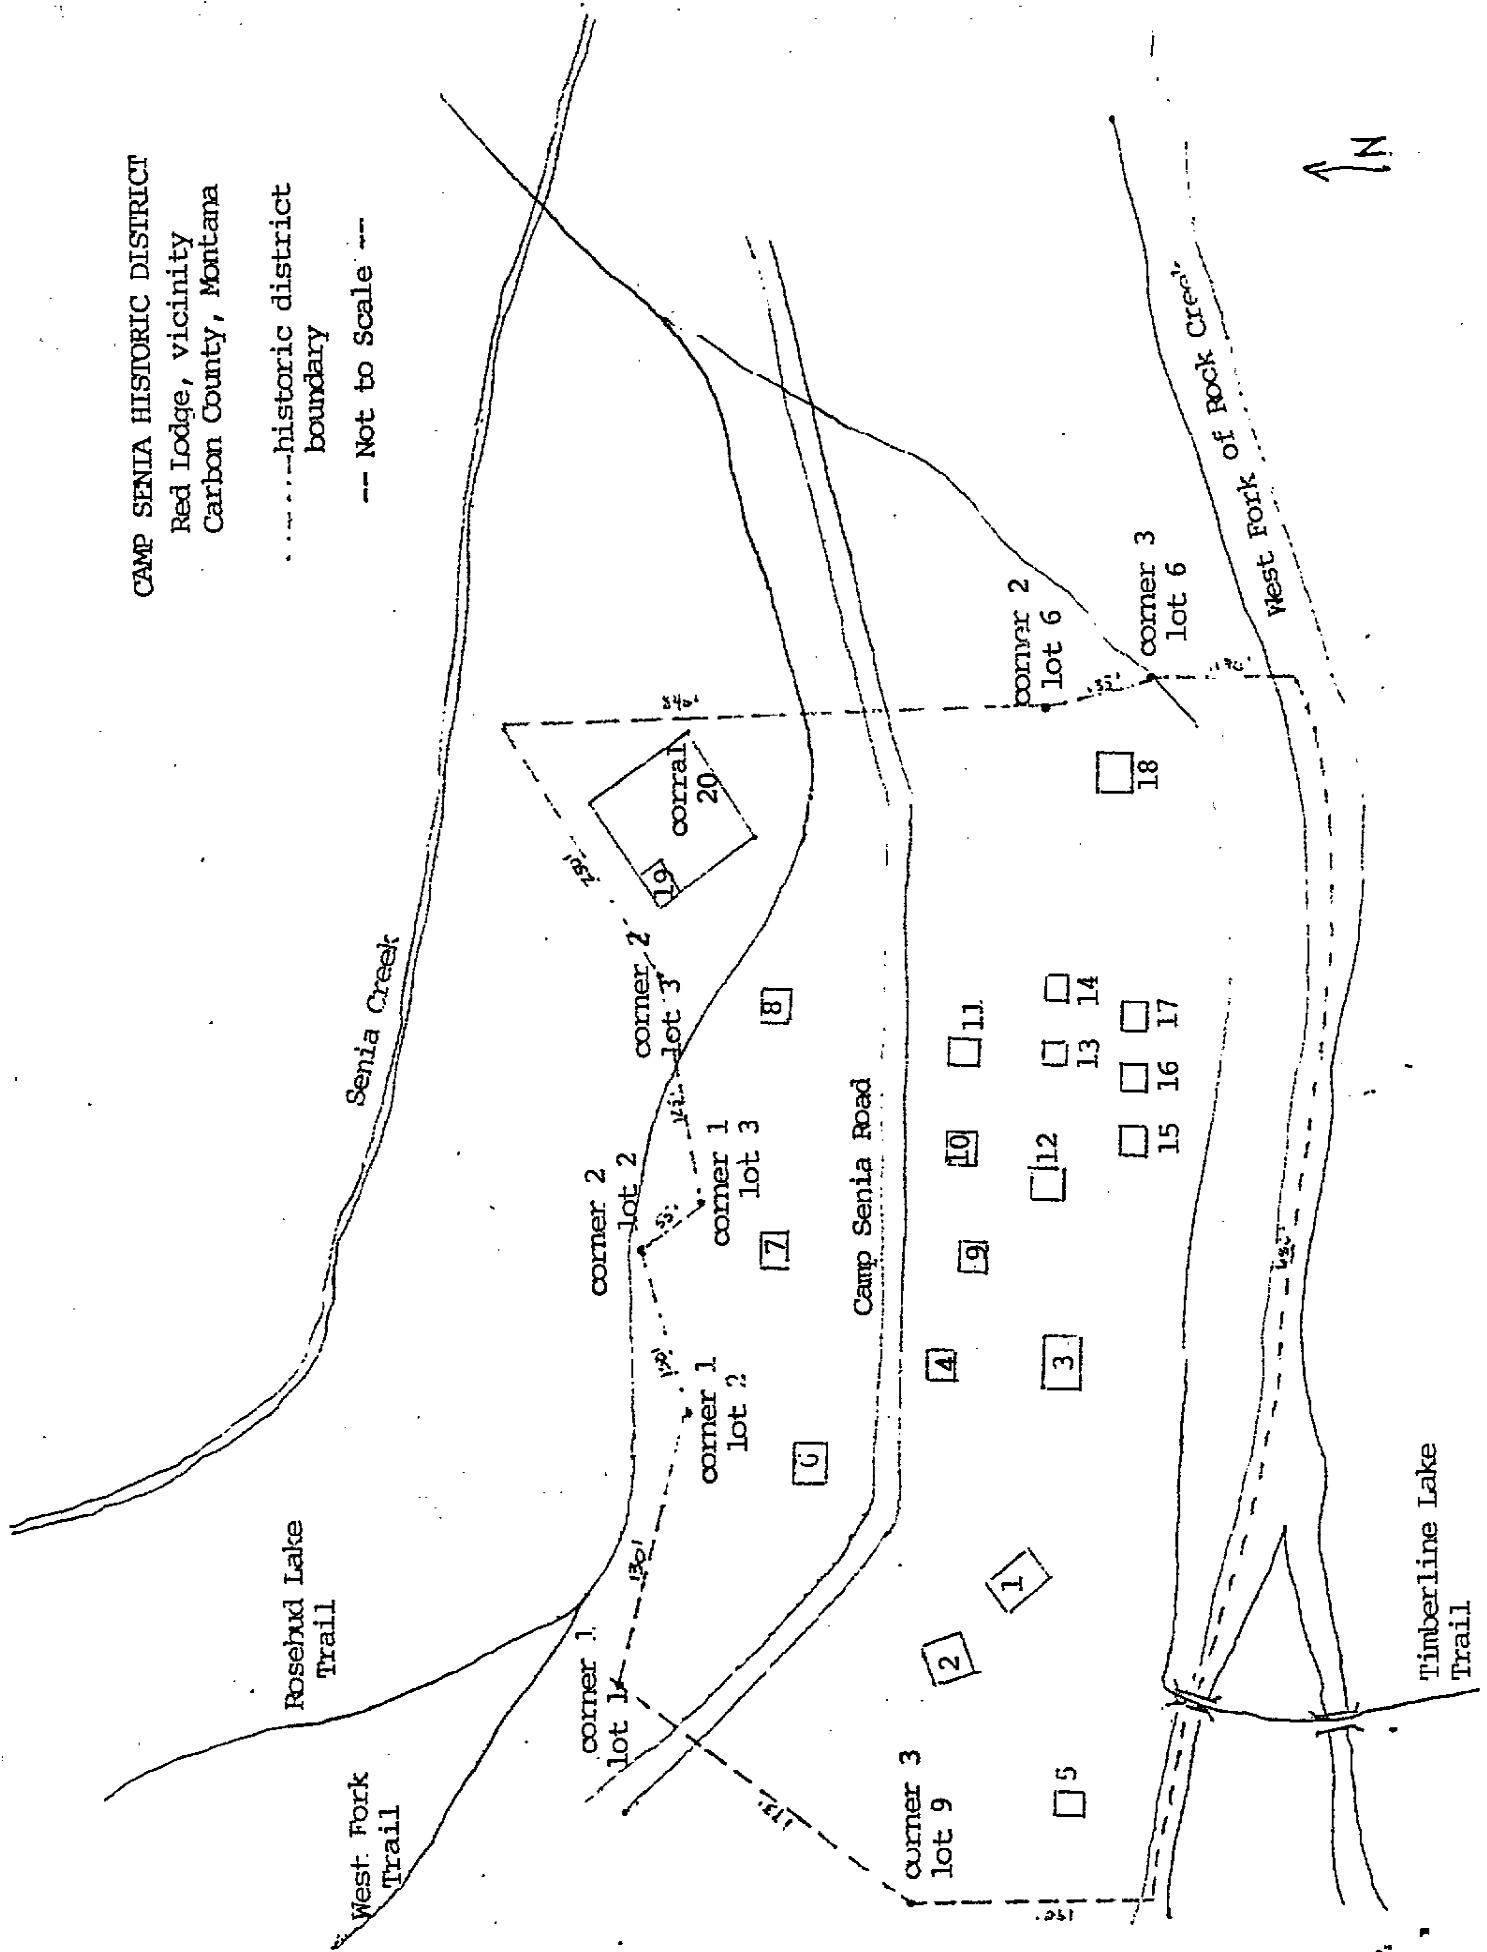 CAMP SENIA HISTORIC DISTRICT
Red Lodge, vicinity
Carbon County, Montana
historic district
boundary
-- Not to Scale --
Senia Creek
Rosebud Lake
Trail
West Fork
Trail
corner 1
lot 1
130'
corner 1
lot 2
corner 2
lot 2
corner 1
lot 3
corner 2
lot 3
250'
corral
20
19
840'
8
7
6
Camp Senia Road
173'
corner 3
lot 9
2
1
4
3
5
9
10
11
12
13
14
15
16
17
18
corner 2
lot 6
corner 3
lot 6
West Fork of Rock Creek
Timberline Lake
Trail
N